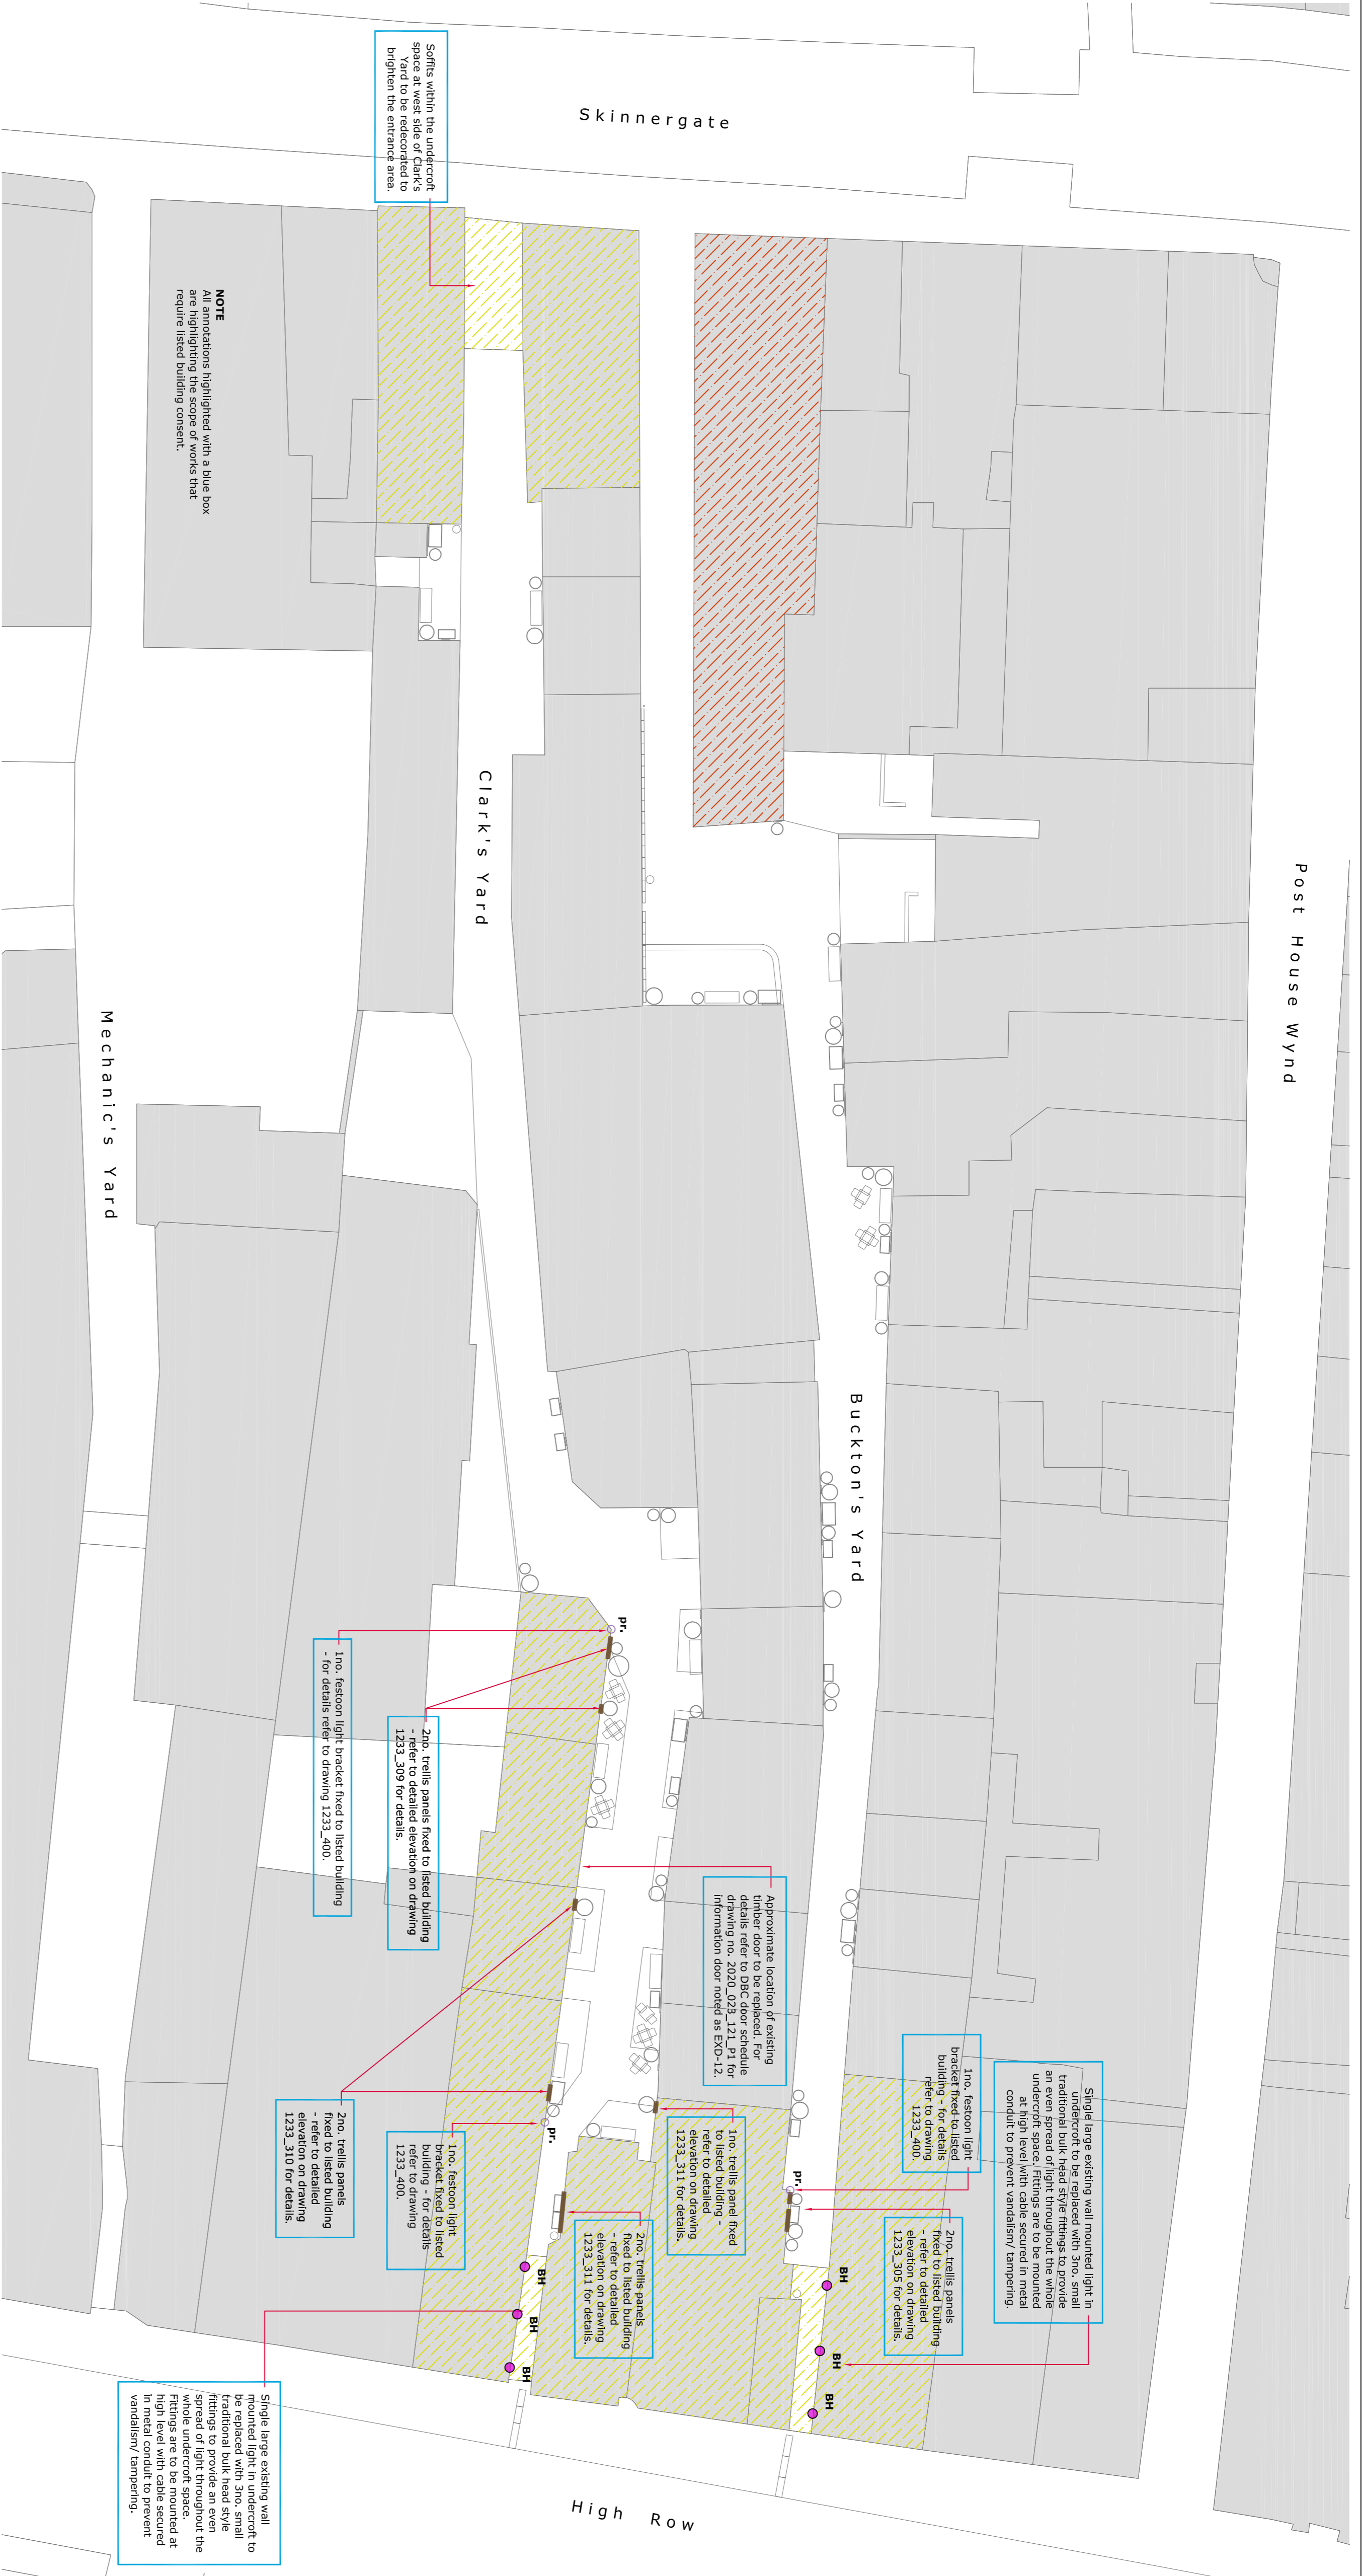 Skinnergate
Soffits within the undercroft
space at west side of Clark's
Yard to be redecorated to
brighten the entrance area.
NOTE
All annotations highlighted with a blue box
are highlighting the scope of works that
require listed building consent.
Post House Wynd
Clark's Yard
Mechanic's Yard
Buckton's Yard
pr.
1no. festoon light bracket fixed to listed building
- for details refer to drawing 1233_400.
2no. trellis panels fixed to listed building
- refer to detailed elevation on drawing
1233_309 for details.
Approximate location of existing
timber door to be replaced. For
details refer to DBC door schedule
drawing no. 2020_023_121_P1 for
information door noted as EXD-12.
1no. festoon light
bracket fixed to listed
building - for details
refer to drawing
1233_400.
Single large existing wall mounted light in
undercroft to be replaced with 3no. small
traditional bulk head style fittings to provide
an even spread of light throughout the whole
undercroft space. Fittings are to be mounted
at high level with cable secured in metal
conduit to prevent vandalism/ tampering.
2no. trellis panels
fixed to listed building
- refer to detailed
elevation on drawing
1233_310 for details.
1no. festoon light
bracket fixed to listed
building - for details
refer to drawing
1233_400.
pr.
1no. trellis panel fixed
to listed building -
refer to detailed
elevation on drawing
1233_311 for details.
pr.
2no. trellis panels
fixed to listed building
- refer to detailed
elevation on drawing
1233_311 for details.
2no. trellis panels
fixed to listed building
- refer to detailed
elevation on drawing
1233_305 for details.
BH
BH
BH
BH
BH
BH
Single large existing wall
mounted light in undercroft to
be replaced with 3no. small
traditional bulk head style
fittings to provide an even
spread of light throughout the
whole undercroft space.
Fittings are to be mounted at
high level with cable secured
in metal conduit to prevent
vandalism/ tampering.
High Row